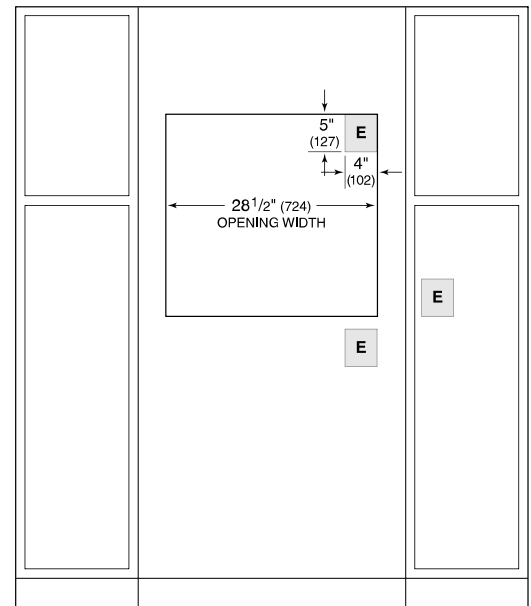 5"
(127)
E
4"
(102)
28 1/2" (724)
OPENING WIDTH
E
E